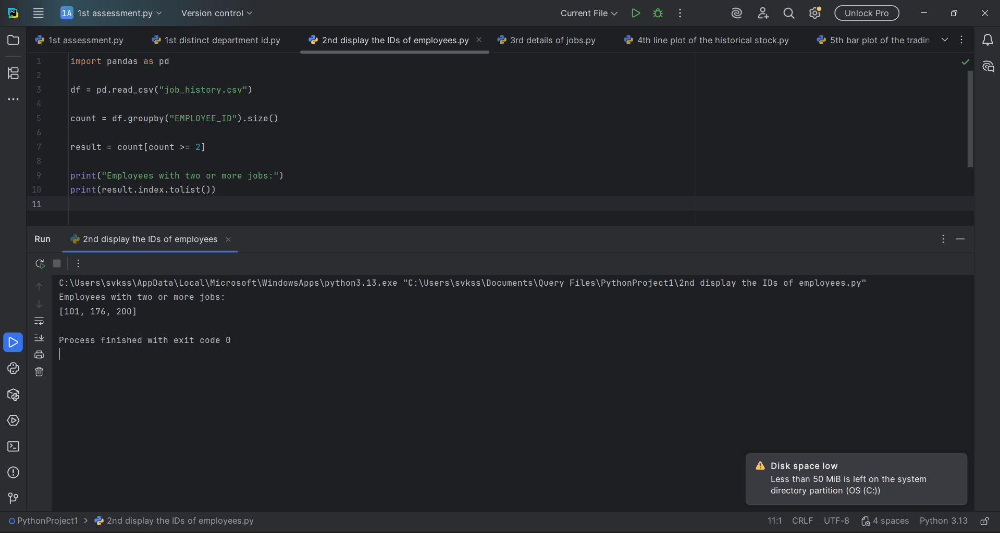 1A 1st assessment.py Version control Current File Unlock Pro
1st assessment.py 1st distinct department id.py 2nd display the IDs of employees.py 3rd details of jobs.py 4th line plot of the historical stock.py 5th bar plot of the tradin
1 import pandas as pd
2
3 df = pd.read_csv("job_history.csv")
4
5 count = df.groupby("EMPLOYEE_ID").size()
6
7 result = count[count >= 2]
8
9 print("Employees with two or more jobs:")
10 print(result.index.tolist())
11
Run 2nd display the IDs of employees
C:\Users\svkss\AppData\Local\Microsoft\WindowsApps\python3.13.exe "C:\Users\svkss\Documents\Query Files\PythonProject1\2nd display the IDs of employees.py"
Employees with two or more jobs:
[101, 176, 200]
Process finished with exit code 0
Disk space low
Less than 50 MiB is left on the system
directory partition (OS (C:))
PythonProject1 2nd display the IDs of employees.py 11:1 CRLF UTF-8 4 spaces Python 3.13